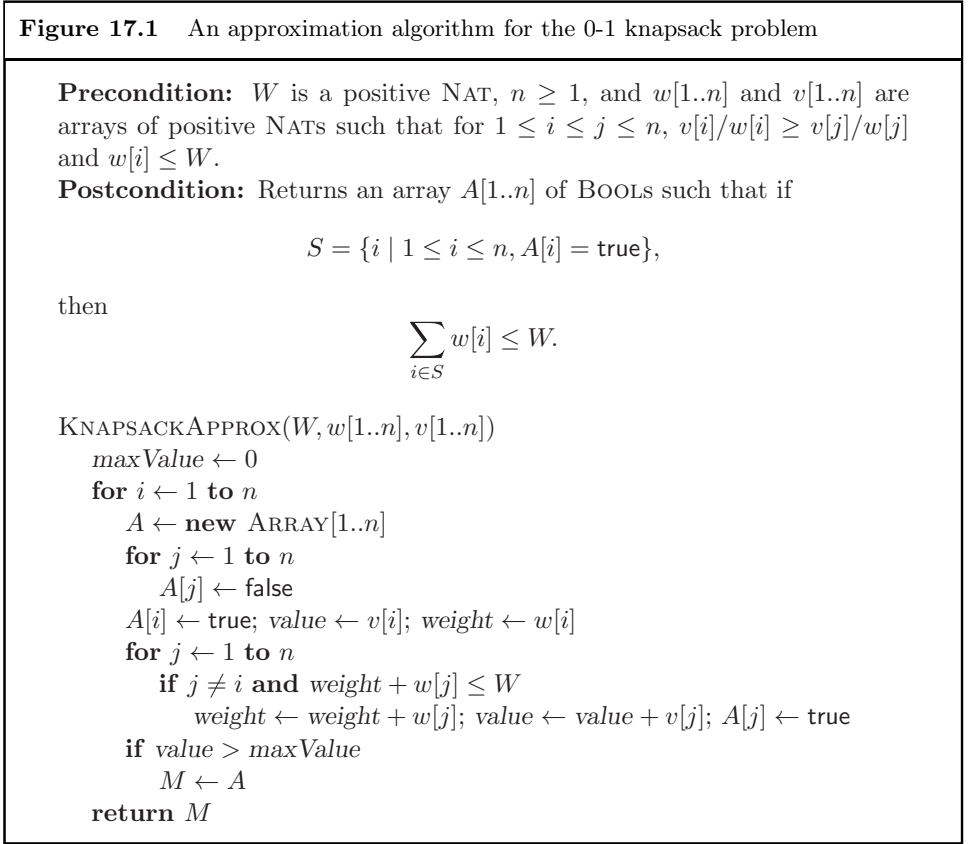 Figure 17.1 An approximation algorithm for the 0-1 knapsack problem
Precondition: W is a positive NAT, n ≥ 1, and w[1..n] and v[1..n] are
arrays of positive NATs such that for 1 ≤ i ≤ j ≤ n, v[i]/w[i] ≥ v[j]/w[j]
and w[i] ≤ W.
Postcondition: Returns an array A[1..n] of BOOLs such that if
S = {i | 1 ≤ i ≤ n, A[i] = true},
then
∑_{i∈S} w[i] ≤ W.
KNAPSACKAPPROX(W, w[1..n], v[1..n])
maxValue ← 0
for i ← 1 to n
A ← new ARRAY[1..n]
for j ← 1 to n
A[j] ← false
A[i] ← true; value ← v[i]; weight ← w[i]
for j ← 1 to n
if j ≠ i and weight + w[j] ≤ W
weight ← weight + w[j]; value ← value + v[j]; A[j] ← true
if value > maxValue
M ← A
return M